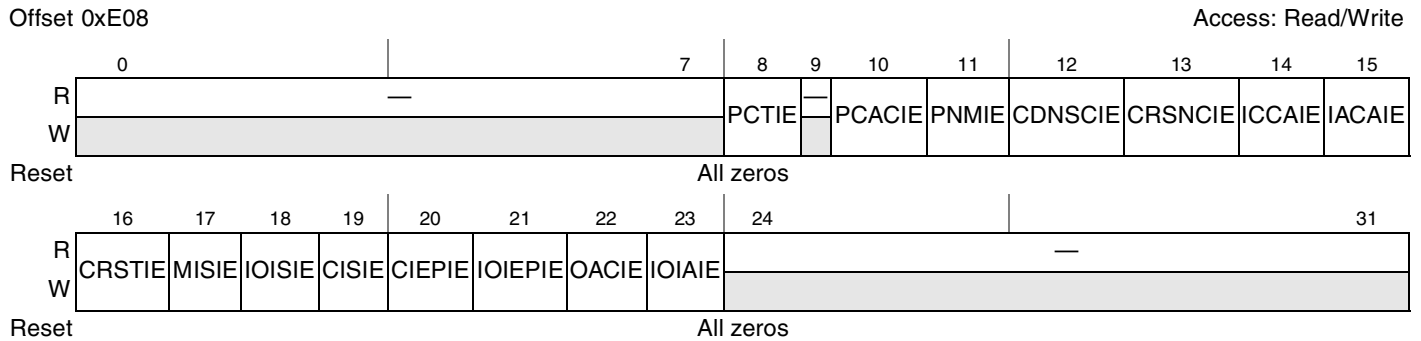 Offset 0xE08 Access: Read/Write
0 7 8 9 10 11 12 13 14 15
R — PCTIE — PCACIE PNMIE CDNSCIE CRSNCIE ICCAIE IACAIE
W
Reset All zeros
16 17 18 19 20 21 22 23 24 31
R CRSTIE MISIE IOISIE CISIE CIEPIE IOIEPIE OACIE IOIAIE —
W
Reset All zeros